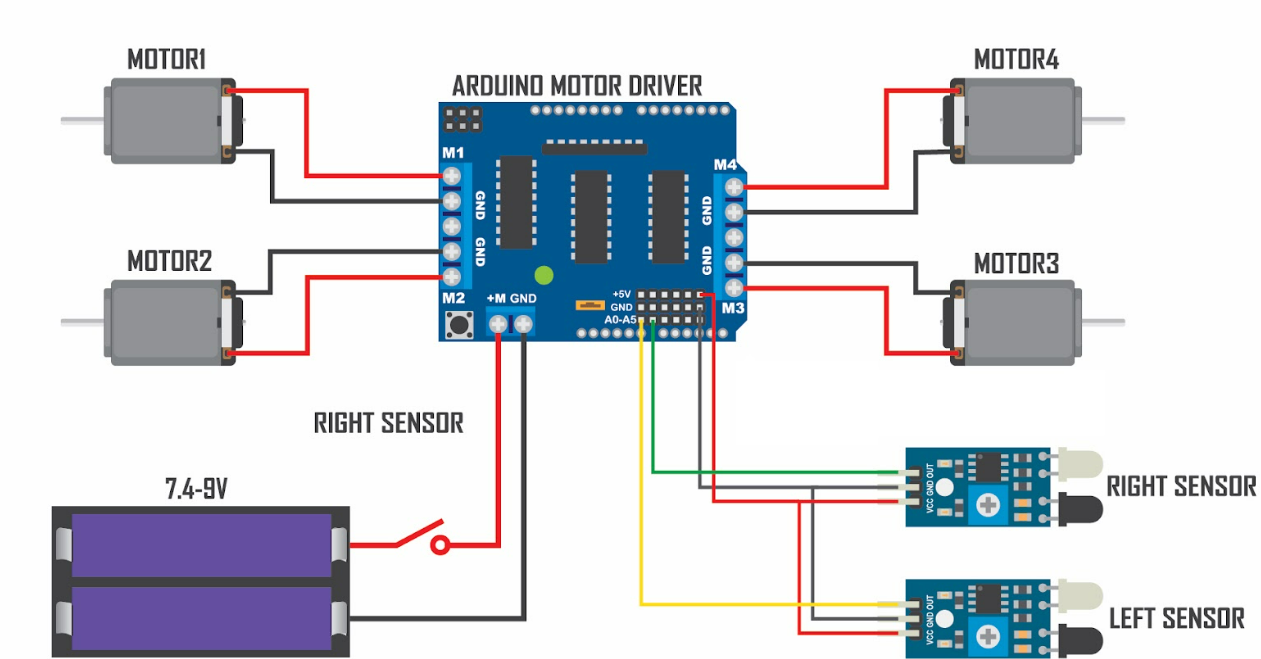 MOTOR1
MOTOR4
ARDUINO MOTOR DRIVER
M1
M4
GND
GND
MOTOR2
MOTOR3
GND
GND
M2
+M GND
+5V
GND
A0-A5
M3
RIGHT SENSOR
7.4-9V
VCC GND OUT
RIGHT SENSOR
VCC GND OUT
LEFT SENSOR